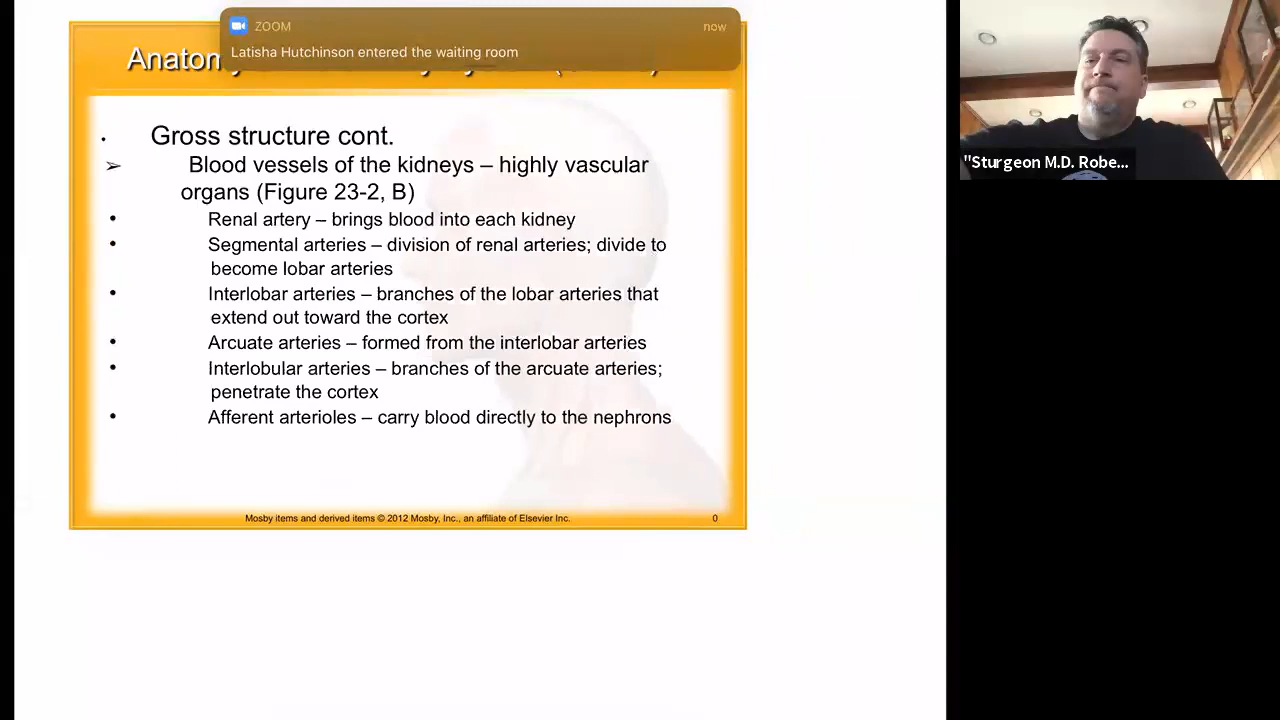 ZOOM
now
Latisha Hutchinson entered the waiting room
Gross structure cont.
➢ Blood vessels of the kidneys – highly vascular
organs (Figure 23-2, B)
• Renal artery – brings blood into each kidney
• Segmental arteries – division of renal arteries; divide to
become lobar arteries
• Interlobar arteries – branches of the lobar arteries that
extend out toward the cortex
• Arcuate arteries – formed from the interlobar arteries
• Interlobular arteries – branches of the arcuate arteries;
penetrate the cortex
• Afferent arterioles – carry blood directly to the nephrons
Mosby items and derived items © 2012 Mosby, Inc., an affiliate of Elsevier Inc.
0
"Sturgeon M.D. Robe...